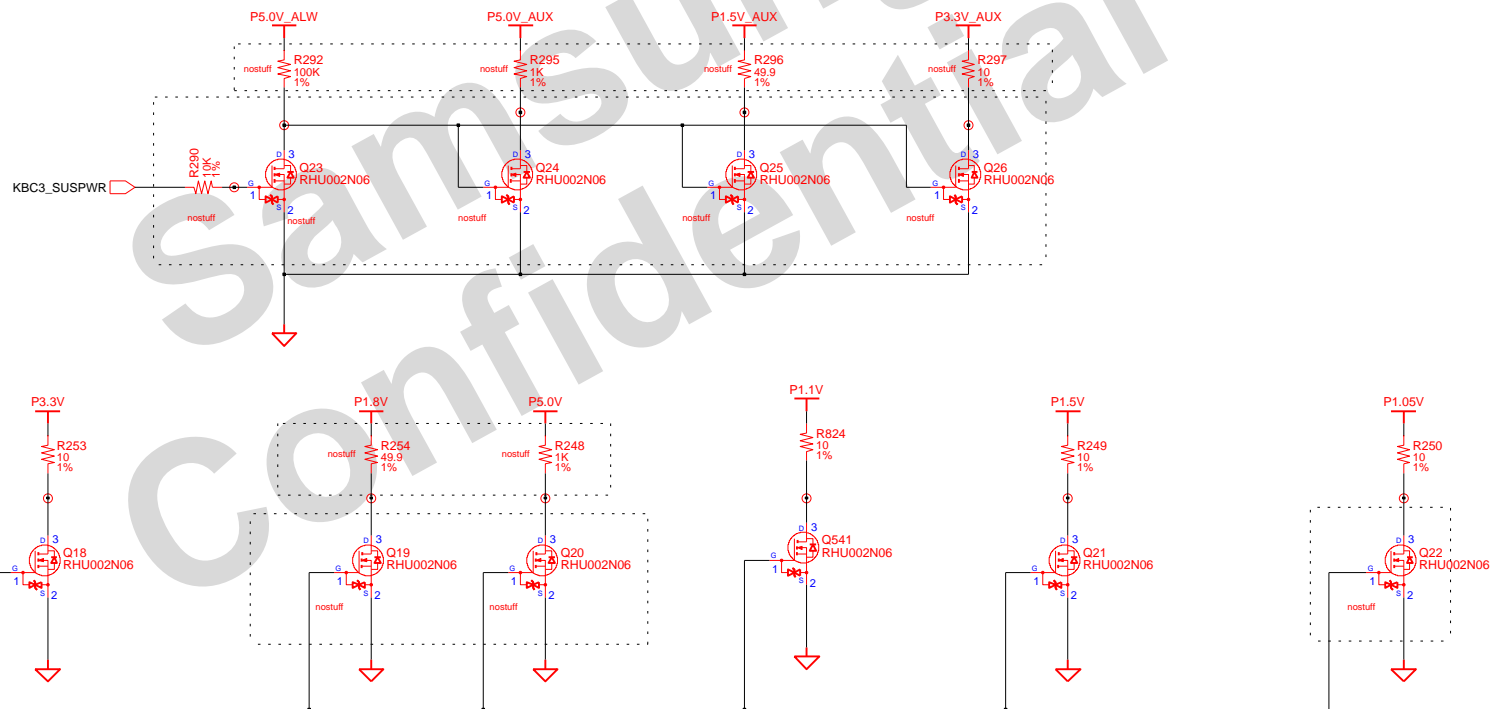 Samsung
Confidential
P5.0V_ALW
P5.0V_AUX
P1.5V_AUX
P3.3V_AUX
nostuff
R292
100K
1%
nostuff
R295
1K
1%
nostuff
R296
49.9
1%
nostuff
R297
10
1%
KBC3_SUSPWR
R290
10K
1%
nostuff
D 3
G
1
S
2
Q23
RHU002N06
nostuff
D 3
G
1
S
2
Q24
RHU002N06
nostuff
D 3
G
1
S
2
Q25
RHU002N06
nostuff
D 3
G
1
S
2
Q26
RHU002N06
nostuff
P3.3V
P1.8V
P5.0V
P1.1V
P1.5V
P1.05V
R253
10
1%
nostuff
R254
49.9
1%
nostuff
R248
1K
1%
R824
10
1%
R249
10
1%
R250
10
1%
D 3
G
1
S
2
Q18
RHU002N06
D 3
G
1
S
2
Q19
RHU002N06
nostuff
D 3
G
1
S
2
Q20
RHU002N06
nostuff
D 3
G
1
S
2
Q541
RHU002N06
D 3
G
1
S
2
Q21
RHU002N06
D 3
G
1
S
2
Q22
RHU002N06
nostuff